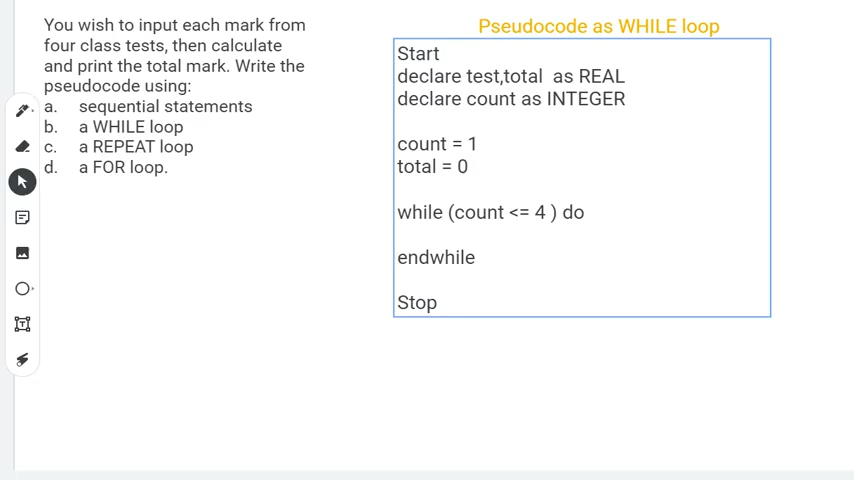 You wish to input each mark from
four class tests, then calculate
and print the total mark. Write the
pseudocode using:
a. sequential statements
b. a WHILE loop
c. a REPEAT loop
d. a FOR loop.
Pseudocode as WHILE loop
Start
declare test,total as REAL
declare count as INTEGER
count = 1
total = 0
while (count <= 4 ) do
endwhile
Stop